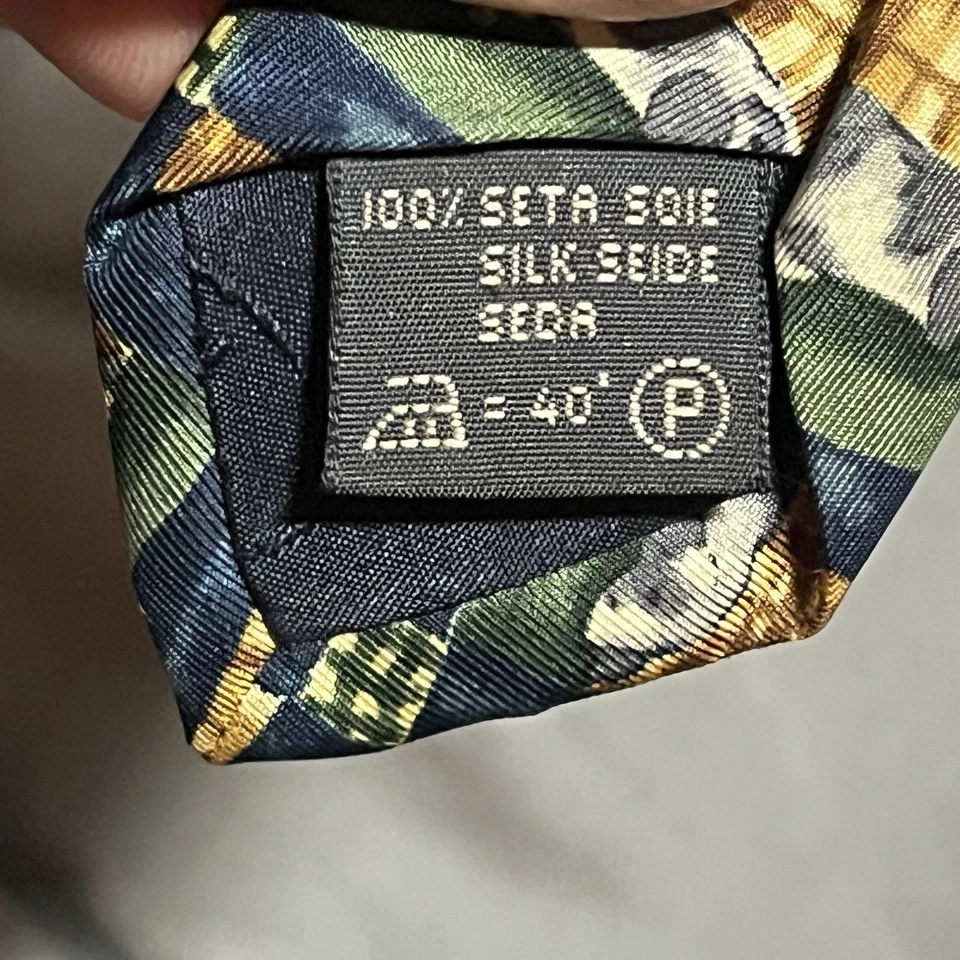 100% SETA SOIE
SILK SEIDE
SEDA
= 40°
P